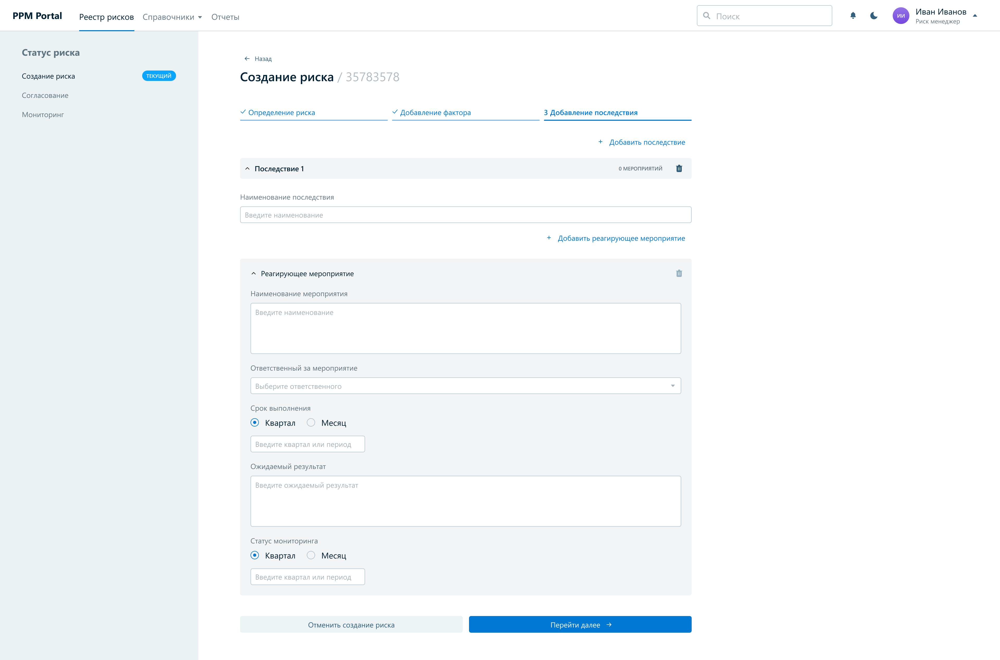 PPM Portal
Реестр рисков
Справочники
Отчеты
Поиск
ИИ
Иван Иванов
Риск менеджер
Статус риска
Создание риска
ТЕКУЩИЙ
Согласование
Мониторинг
Назад
Создание риска / 35783578
Определение риска
Добавление фактора
3 Добавление последствия
+ Добавить последствие
Последствие 1
0 МЕРОПРИЯТИЙ
Наименование последствия
Введите наименование
+ Добавить реагирующее мероприятие
Реагирующее мероприятие
Наименование мероприятия
Введите наименование
Ответственный за мероприятие
Выберите ответственного
Срок выполнения
Квартал
Месяц
Введите квартал или период
Ожидаемый результат
Введите ожидаемый результат
Статус мониторинга
Квартал
Месяц
Введите квартал или период
Отменить создание риска
Перейти далее